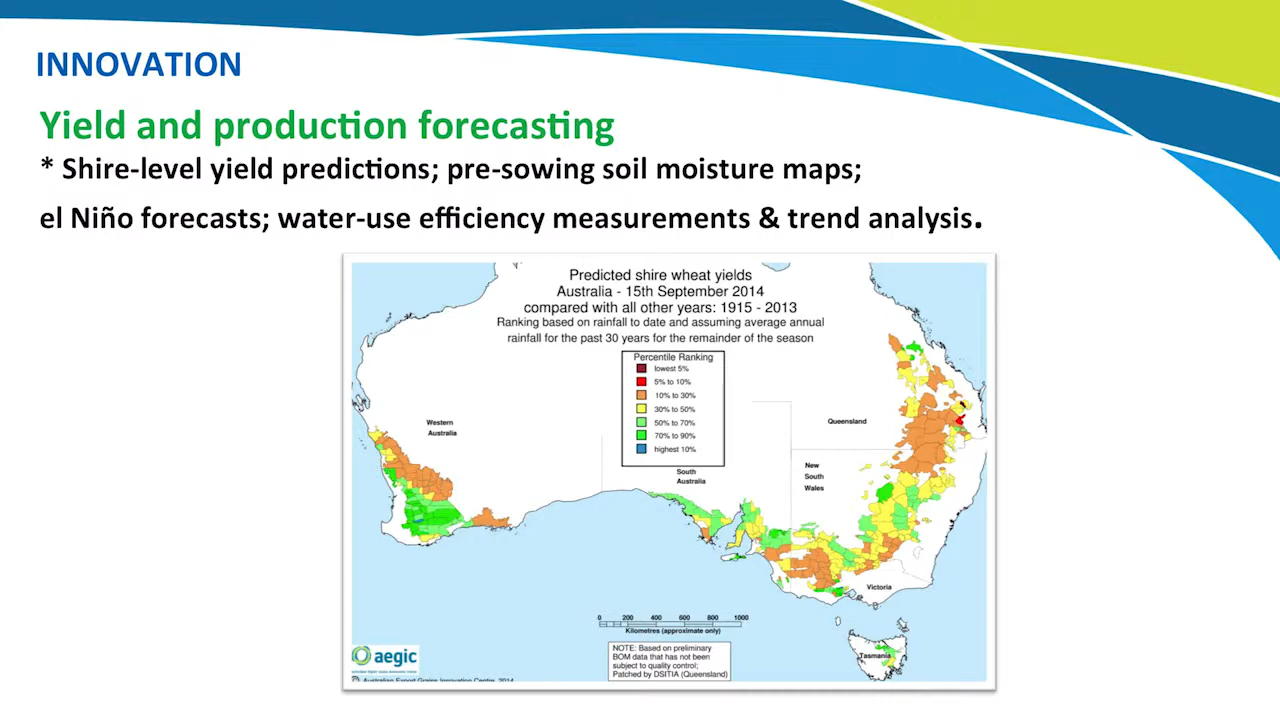 INNOVATION
Yield and production forecasting
* Shire-level yield predictions; pre-sowing soil moisture maps;
el Niño forecasts; water-use efficiency measurements & trend analysis.
Predicted shire wheat yields
Australia - 15th September 2014
compared with all other years: 1915 - 2013
Ranking based on rainfall to date and assuming average annual
rainfall for the past 30 years for the remainder of the season
Percentile Ranking
lowest 5%
5% to 10%
10% to 30%
30% to 50%
50% to 70%
70% to 90%
highest 10%
Western
Australia
Queensland
South
Australia
New
South
Wales
Victoria
Tasmania
0 200 400 600 800 1000
Kilometres (approximate only)
NOTE: Based on preliminary
BOM data that has not been
subject to quality control;
Patched by DSITIA (Queensland)
aegic
Australian Export Grains Innovation Centre, 2014